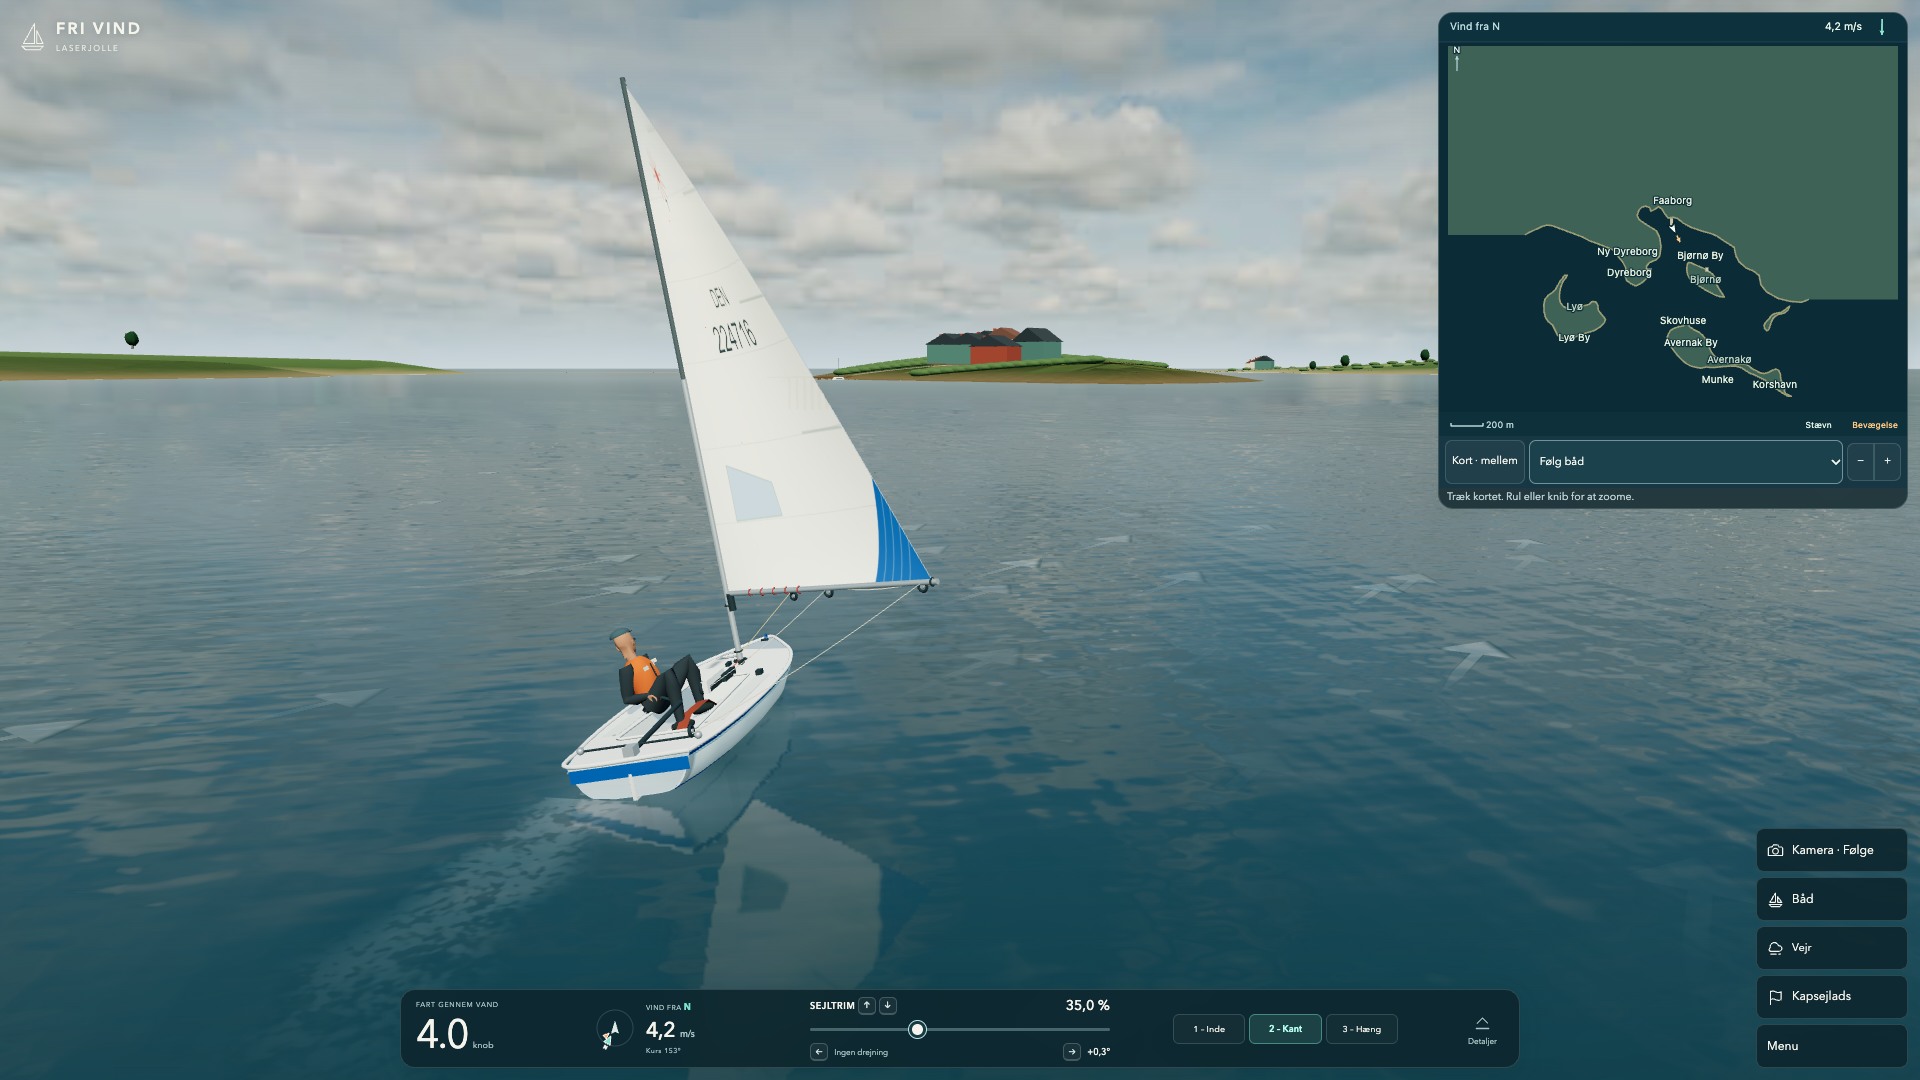 FRI VIND
LASERJOLLE
DEN
224716
Vind fra N
4,2 m/s
N
Faaborg
Ny Dyreborg
Bjørnø By
Dyreborg
Bjørnø
Lyø
Skovhuse
Lyø By
Avernak By
Avernakø
Munke
Korshavn
200 m
Stævn
Bevægelse
Kort · mellem
Følg båd
−
+
Træk kortet. Rul eller knib for at zoome.
Kamera · Følge
Båd
Vejr
Kapsejlads
Menu
FART GENNEM VAND
4.0 knob
VIND FRA N
4,2 m/s
Kurs 153°
SEJLTRIM ↑ ↓
35,0 %
← Ingen drejning
→ +0,3°
1 – Inde
2 – Kant
3 – Hæng
Detaljer